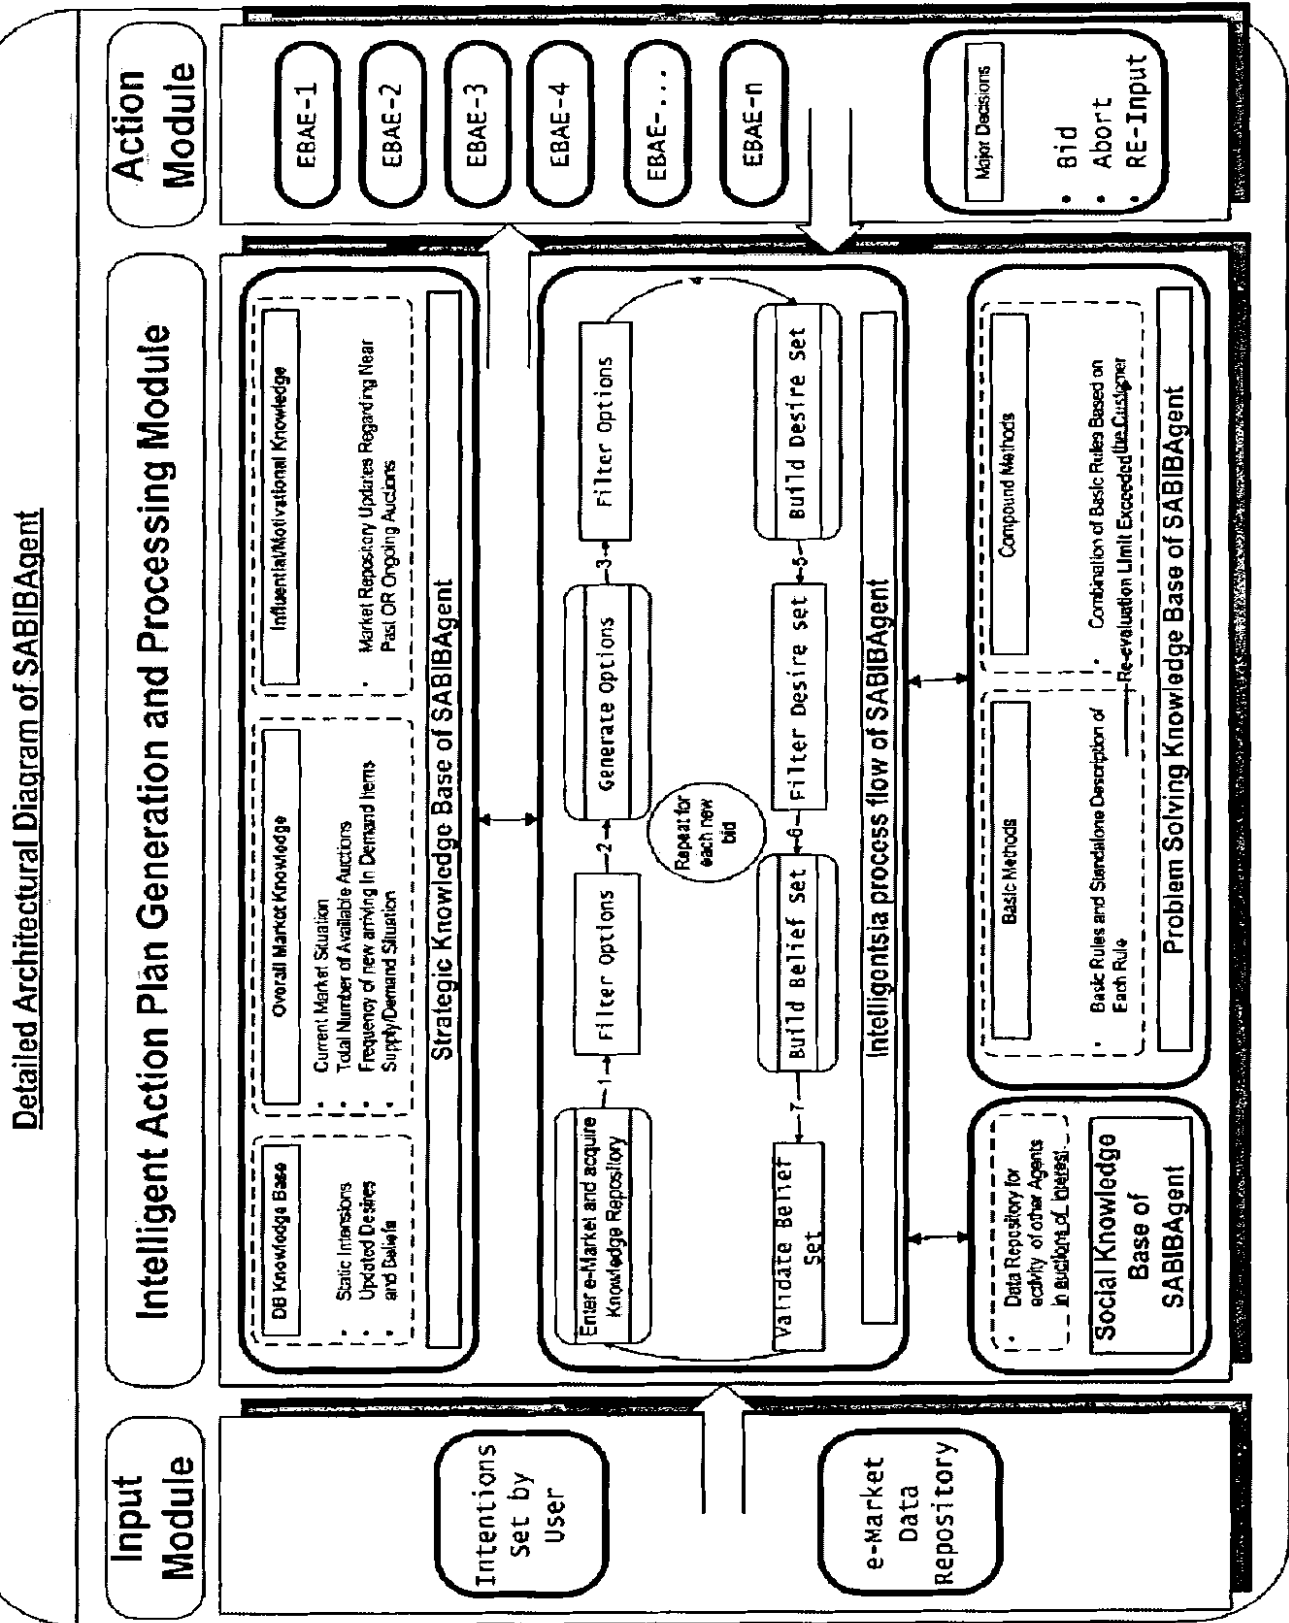 Detailed Architectural Diagram of SABIBAgent
Input
Module
Intelligent Action Plan Generation and Processing Module
Action
Module
Intentions
Set by
User
e-Market
Data
Repository
DB Knowledge Base
• Static Intensions
• Updated Desires
and Beliefs
Overall Market Knowledge
• Current Market Situation
• Total Number of Available Auctions
• Frequency of new arriving In Demand Items
• Supply/Demand Situation
Influential/Motivational Knowledge
• Market Repository Updates Regarding Near
Past OR Ongoing Auctions
Strategic Knowledge Base of SABIBAgent
Enter e-Market and acquire
Knowledge Repository
1
Filter Options
2
Generate Options
3
Filter Options
4
Build Desire Set
5
Filter Desire set
6
Build Belief Set
7
Validate Belief
Set
Repeat for
each new
bid
Intelligentsia process flow of SABIBAgent
• Data Repository for
activity of other Agents
in auctions of interest
Social Knowledge
Base of
SABIBAgent
Basic Methods
• Basic Rules and Standalone Description of
Each Rule
Compound Methods
• Combination of Basic Rules Based on
Re-evaluation Limit Exceeded the Customer
Problem Solving Knowledge Base of SABIBAgent
EBAE-1
EBAE-2
EBAE-3
EBAE-4
EBAE-...
EBAE-n
Major Decisions
• Bid
• Abort
• RE-Input